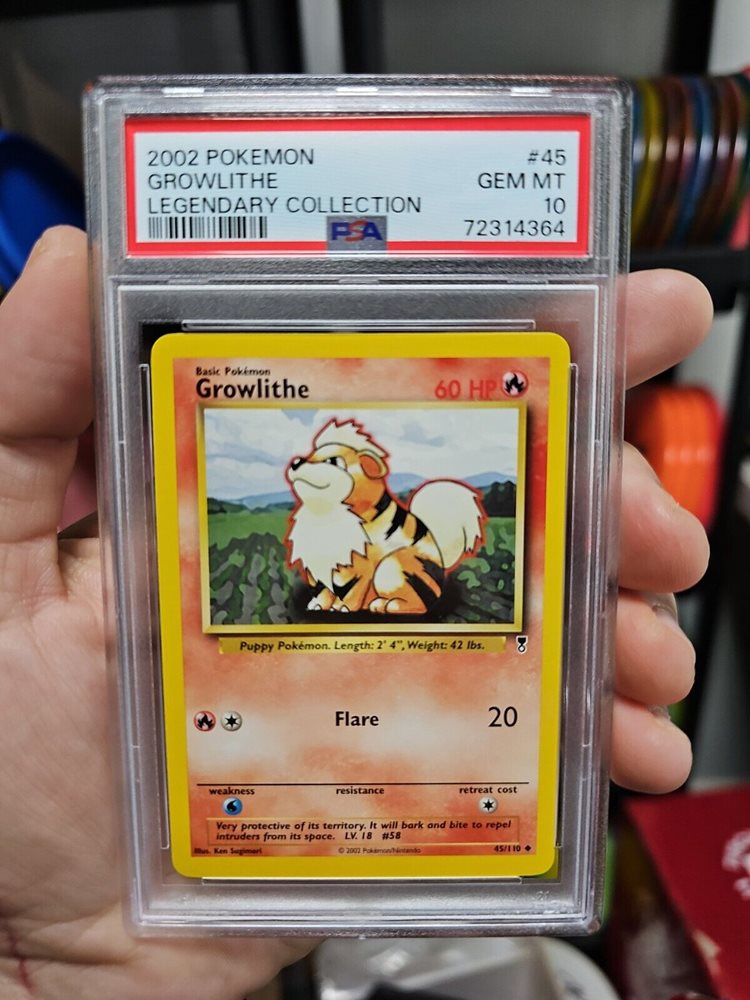 2002 POKEMON #45
GROWLITHE GEM MT
LEGENDARY COLLECTION 10
PSA 72314364
Basic Pokémon
Growlithe 60 HP
Puppy Pokémon. Length: 2' 4", Weight: 42 lbs.
Flare 20
weakness resistance retreat cost
Very protective of its territory. It will bark and bite to repel
intruders from its space. LV. 18 #58
Illus. Ken Sugimori © 2002 Pokémon/Nintendo 45/110